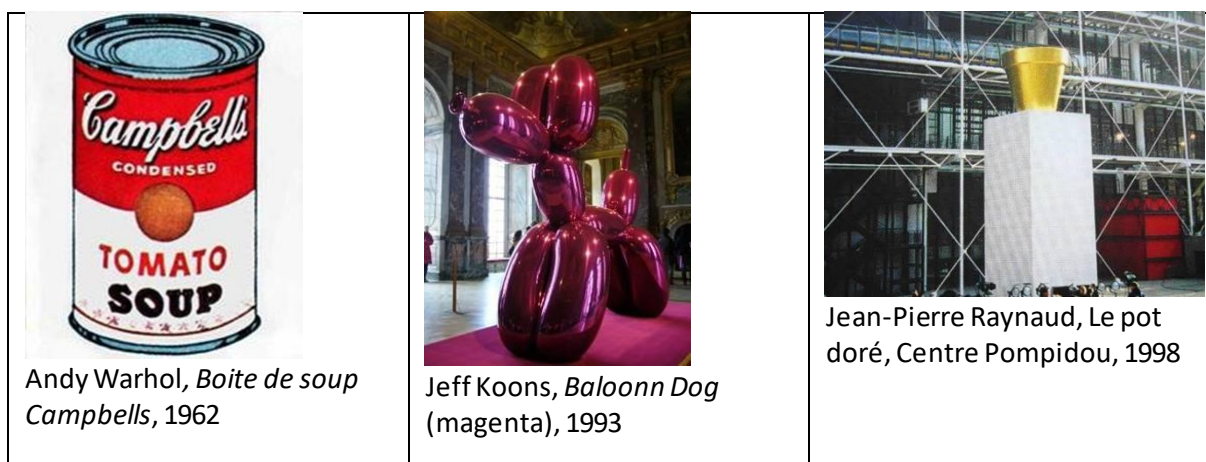 Campbell's
CONDENSED
TOMATO
SOUP
Andy Warhol, Boite de soup
Campbells, 1962
Jeff Koons, Baloonn Dog
(magenta), 1993
Jean-Pierre Raynaud, Le pot
doré, Centre Pompidou, 1998